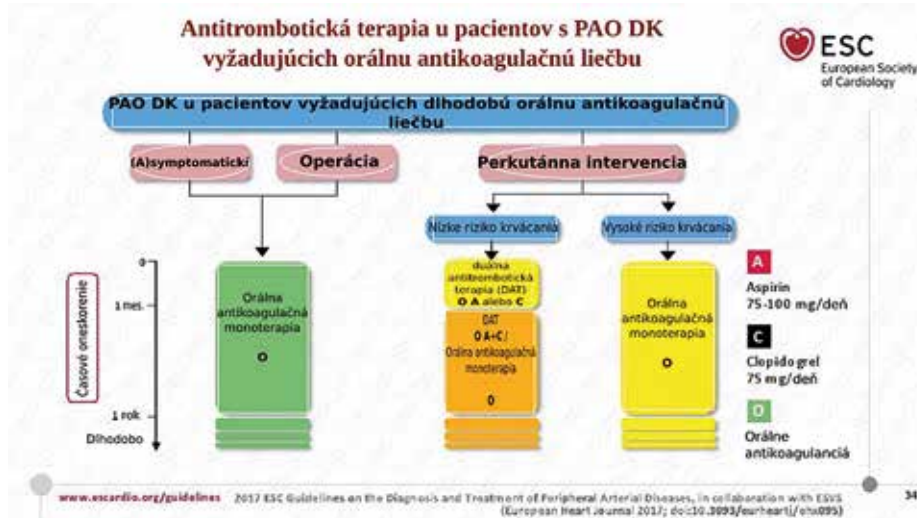 Antitrombotická terapia u pacientov s PAO DK
vyžadujúcich orálnu antikoagulačnú liečbu
ESC
European Society
of Cardiology
PAO DK u pacientov vyžadujúcich dlhodobú orálnu antikoagulačnú
liečbu
(A)symptomatickí
Operácia
Perkutánna intervencia
Nízke riziko krvácania
Vysoké riziko krvácania
Časové oneskorenie
0
1 mes.
1 rok
Dlhodobo
Orálna
antikoagulačná
monoterapia
O
duálna
antitrombotická
terapia (DAT)
O A alebo C
DAT
O A+C /
Orálna antikoagulačná
monoterapia
O
Orálna
antikoagulačná
monoterapia
O
A
Aspirín
75-100 mg/deň
C
Clopidogrel
75 mg/deň
O
Orálne
antikoagulanciá
www.escardio.org/guidelines
2017 ESC Guidelines on the Diagnosis and Treatment of Peripheral Arterial Diseases, in collaboration with ESVS
(European Heart Journal 2017; doi:10.1093/eurheartj/ehx095)
34